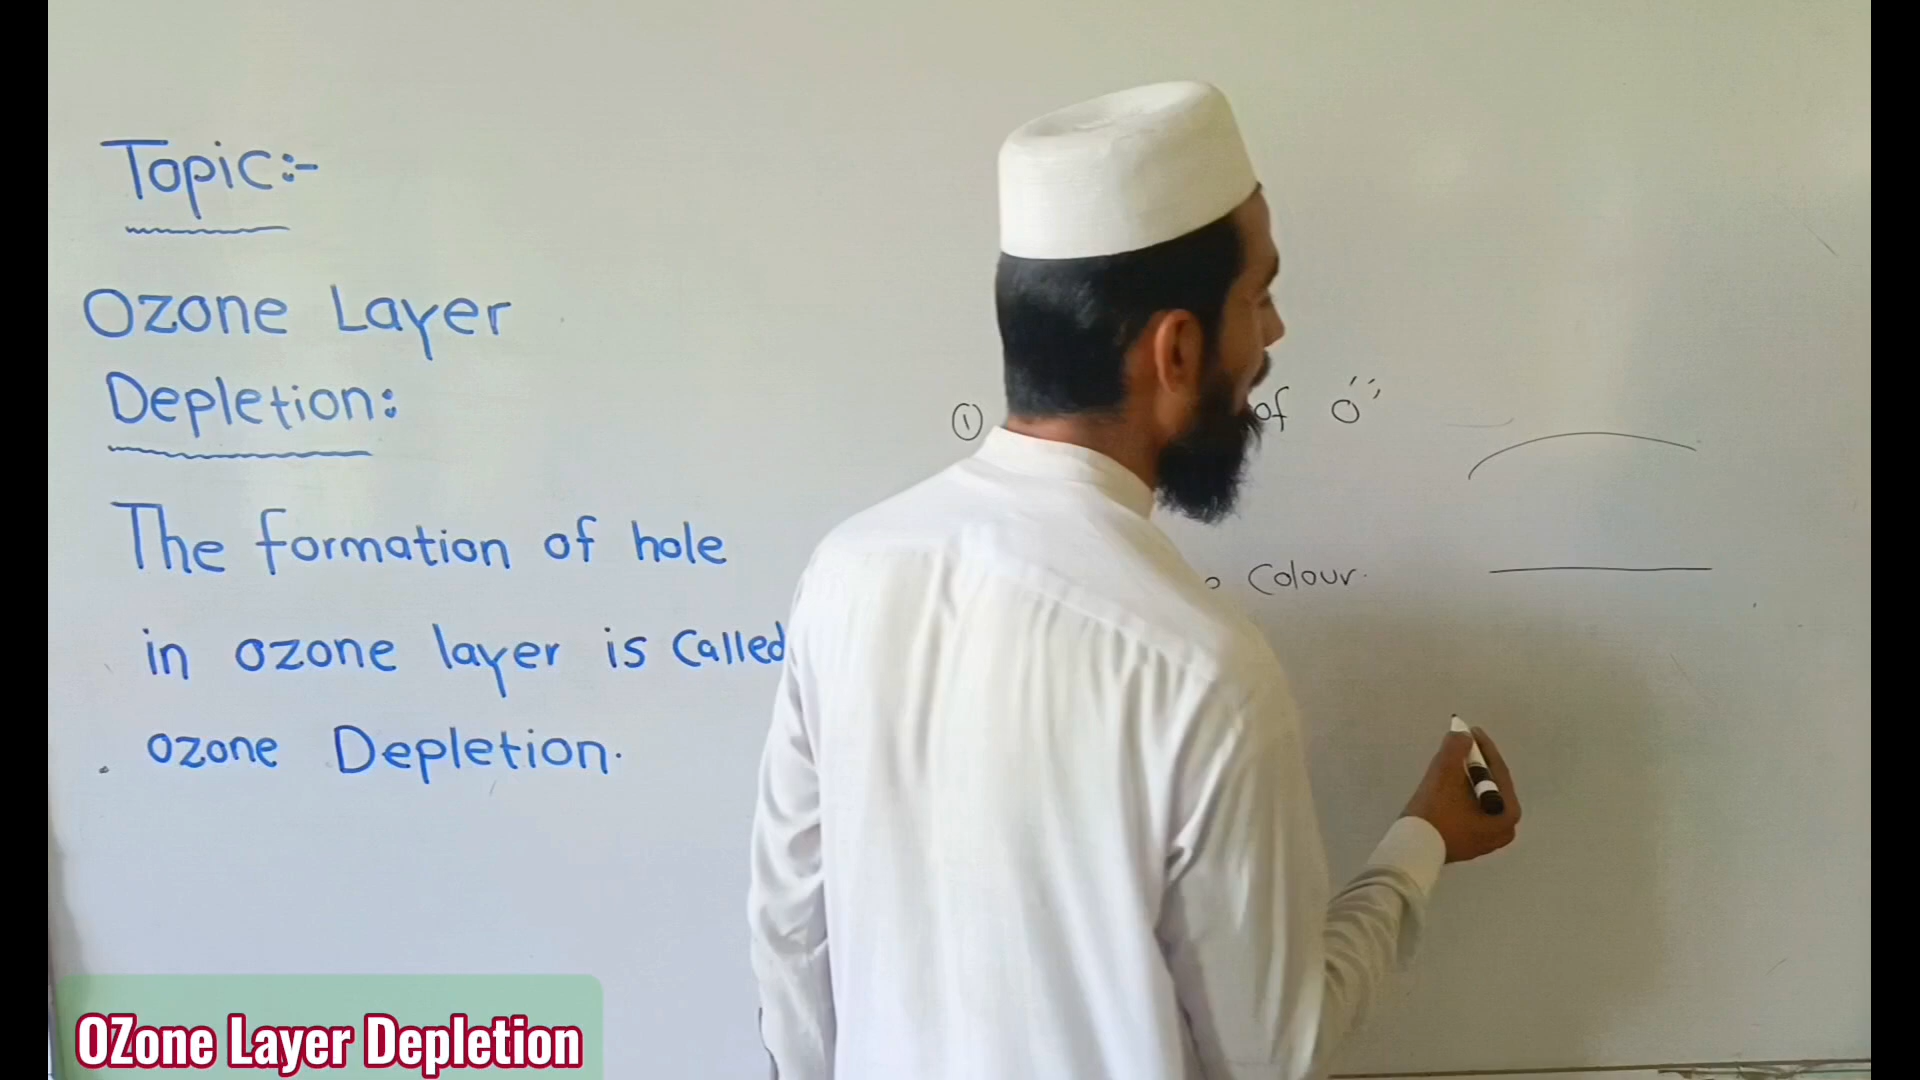 Topic:-
Ozone Layer
Depletion:
The formation of hole
in ozone layer is Called
ozone Depletion.
① of O'''
Colour.
OZone Layer Depletion